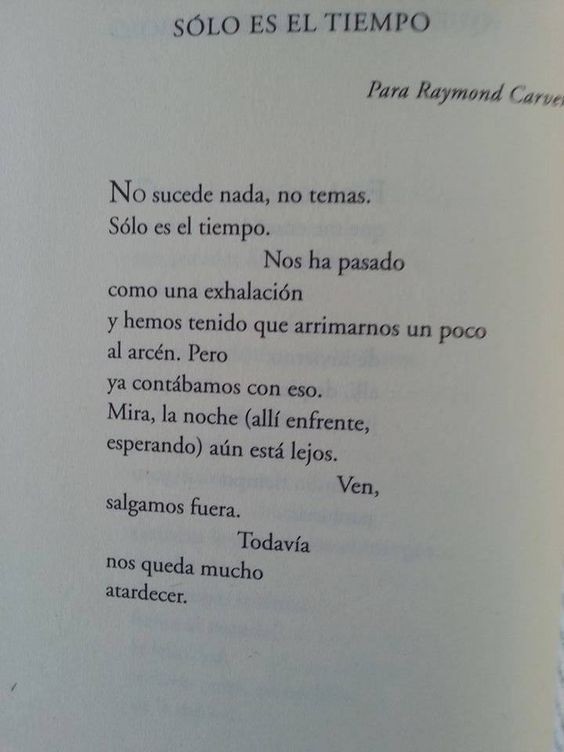 SÓLO ES EL TIEMPO
Para Raymond Carver
No sucede nada, no temas.
Sólo es el tiempo.
Nos ha pasado
como una exhalación
y hemos tenido que arrimarnos un poco
al arcén. Pero
ya contábamos con eso.
Mira, la noche (allí enfrente,
esperando) aún está lejos.
Ven,
salgamos fuera.
Todavía
nos queda mucho
atardecer.